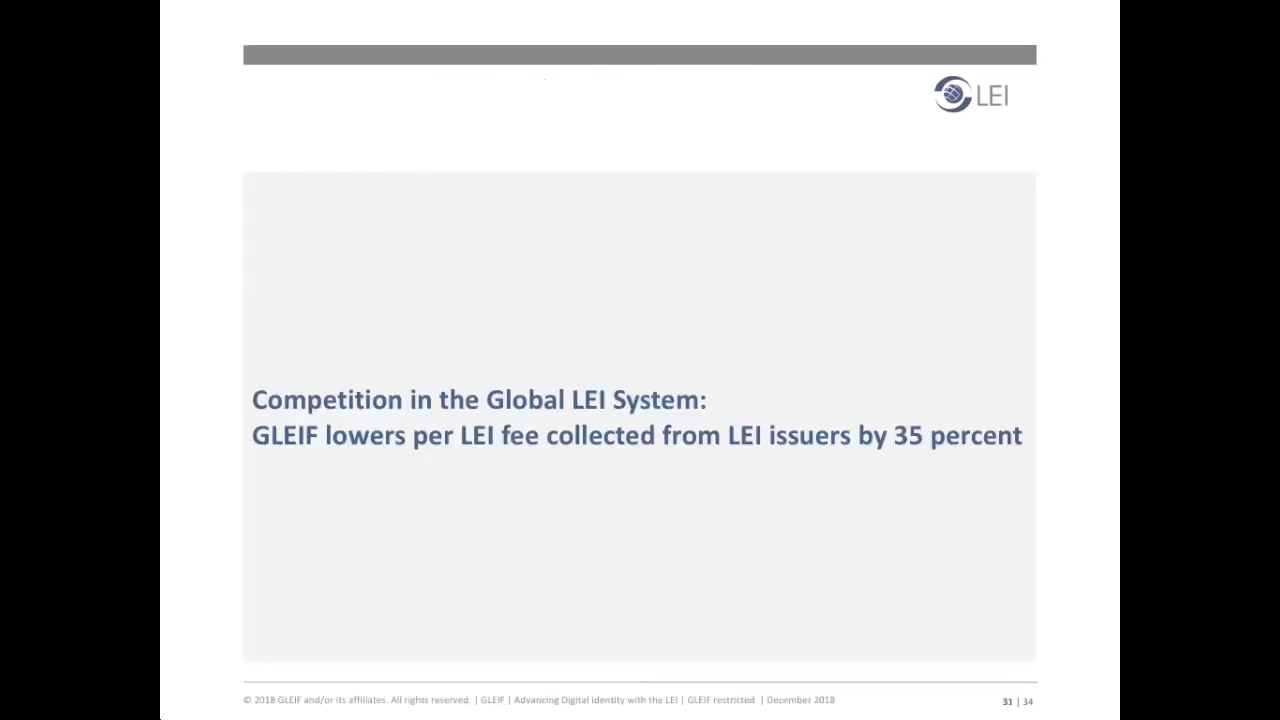 LEI
Competition in the Global LEI System:
GLEIF lowers per LEI fee collected from LEI issuers by 35 percent
© 2018 GLEIF and/or its affiliates. All rights reserved. | GLEIF | Advancing Digital Identity with the LEI | GLEIF restricted | December 2018
31 | 34